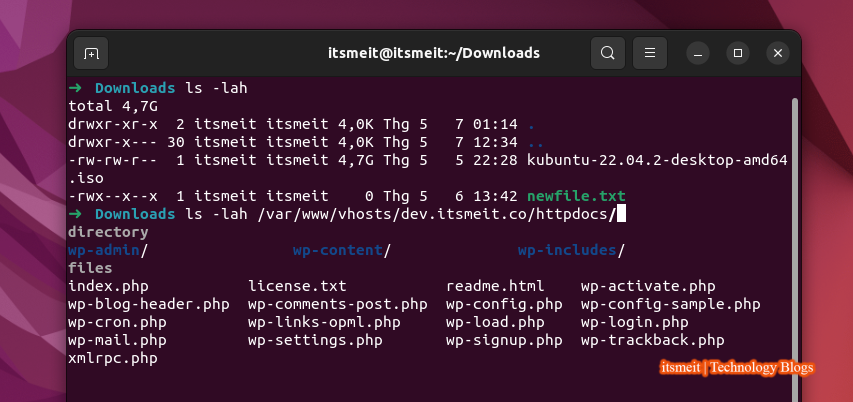 itsmeit@itsmeit:~/Downloads
➜ Downloads ls -lah
total 4,7G
drwxr-xr-x 2 itsmeit itsmeit 4,0K Thg 5 7 01:14 .
drwxr-x--- 30 itsmeit itsmeit 4,0K Thg 5 7 12:34 ..
-rw-rw-r-- 1 itsmeit itsmeit 4,7G Thg 5 5 22:28 kubuntu-22.04.2-desktop-amd64
.iso
-rwx--x--x 1 itsmeit itsmeit 0 Thg 5 6 13:42 newfile.txt
➜ Downloads ls -lah /var/www/vhosts/dev.itsmeit.co/httpdocs/
directory
wp-admin/ wp-content/ wp-includes/
files
index.php license.txt readme.html wp-activate.php
wp-blog-header.php wp-comments-post.php wp-config.php wp-config-sample.php
wp-cron.php wp-links-opml.php wp-load.php wp-login.php
wp-mail.php wp-settings.php wp-signup.php wp-trackback.php
xmlrpc.php
itsmeit | Technology Blogs